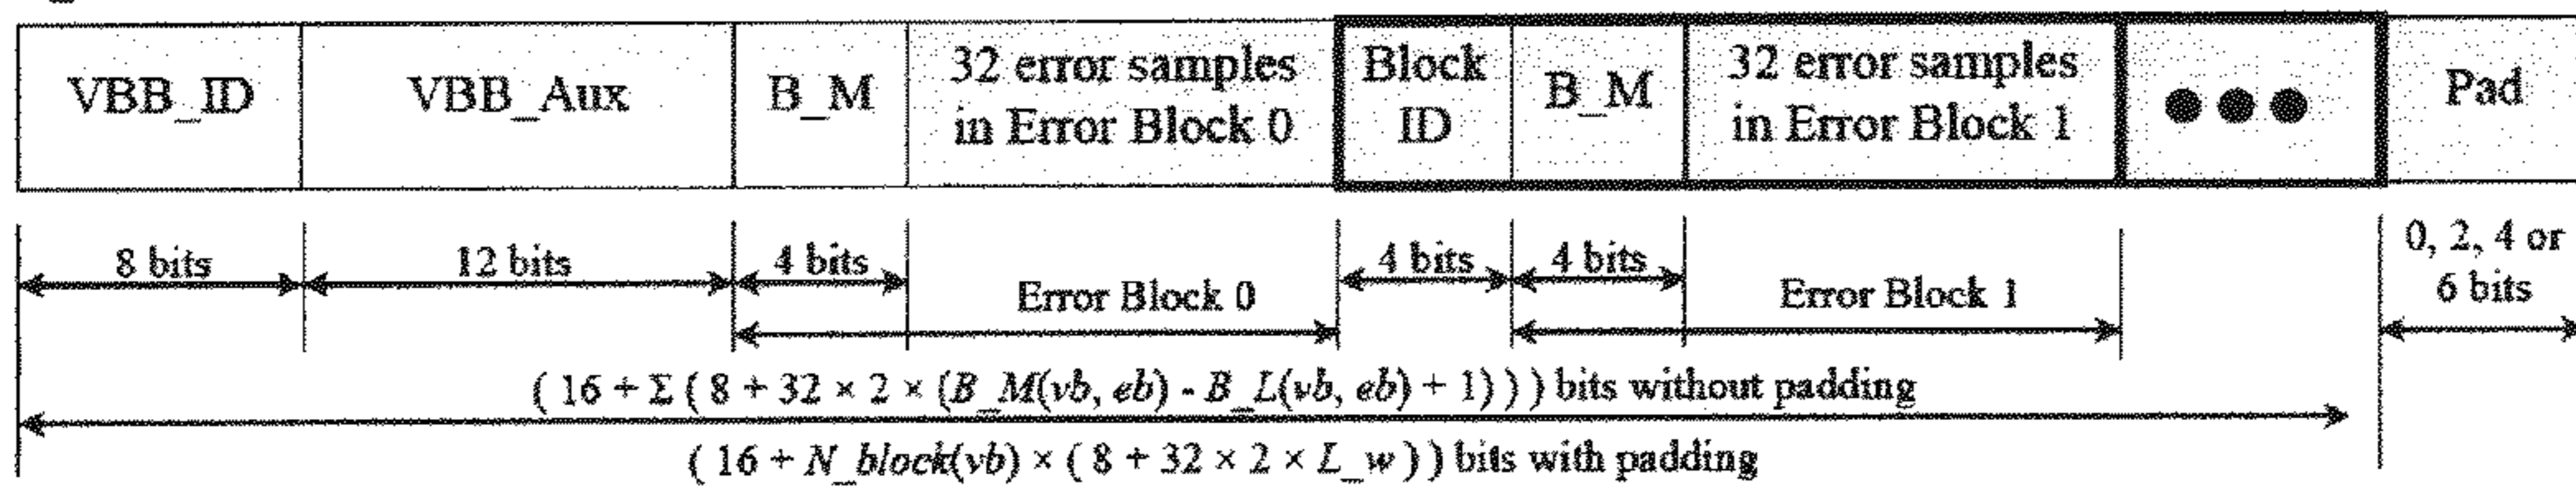 VBB_ID
VBB_Aux
B_M
32 error samples
in Error Block 0
Block
ID
B_M
32 error samples
in Error Block 1
●●●
Pad
8 bits
12 bits
4 bits
Error Block 0
4 bits
4 bits
Error Block 1
0, 2, 4 or
6 bits
( 16 + Σ ( 8 + 32 × 2 × (B_M(vb, eb) - B_L(vb, eb) + 1) ) ) bits without padding
( 16 + N_block(vb) × ( 8 + 32 × 2 × L_w ) ) bits with padding